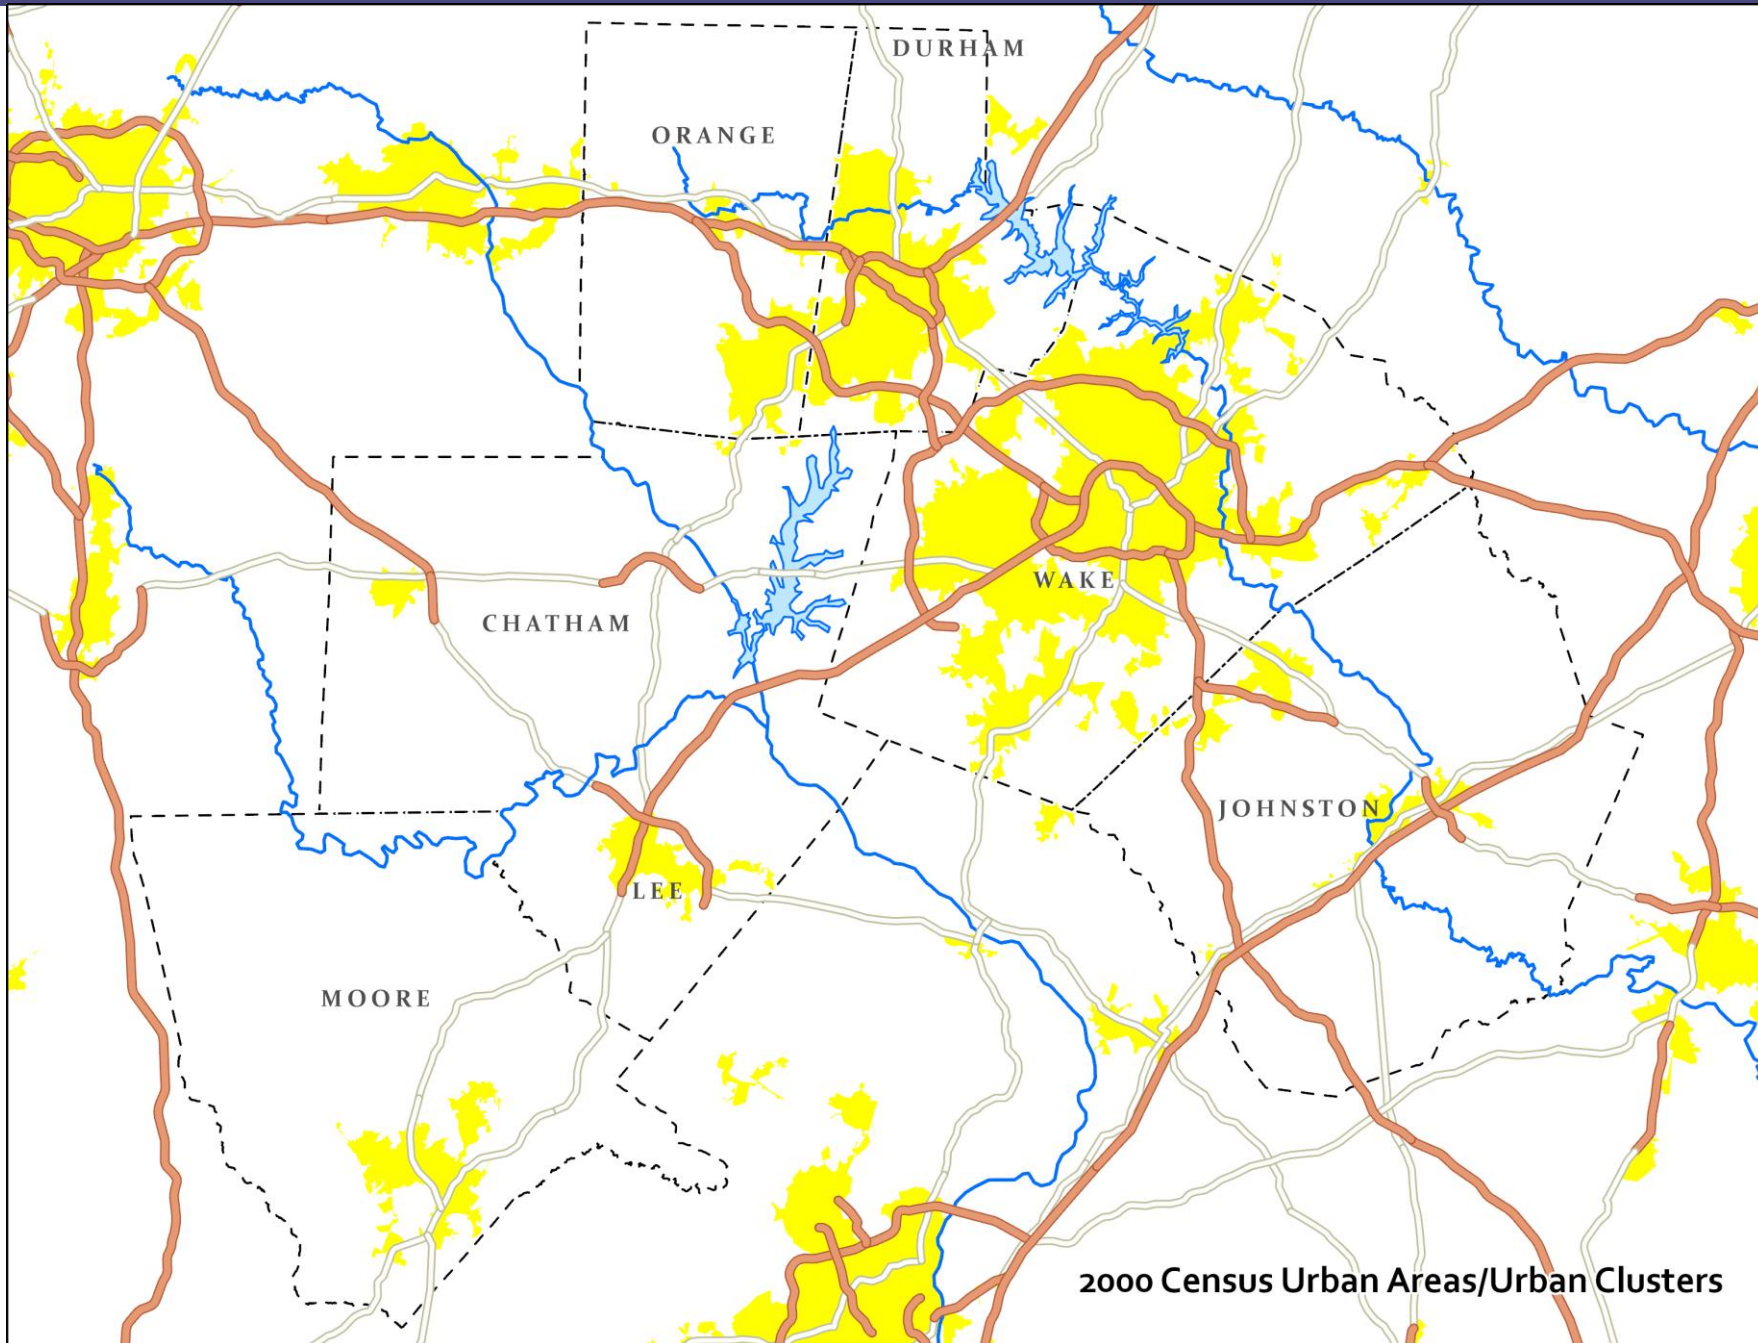 DURHAM
ORANGE
WAKE
CHATHAM
JOHNSTON
LEE
MOORE
2000 Census Urban Areas/Urban Clusters